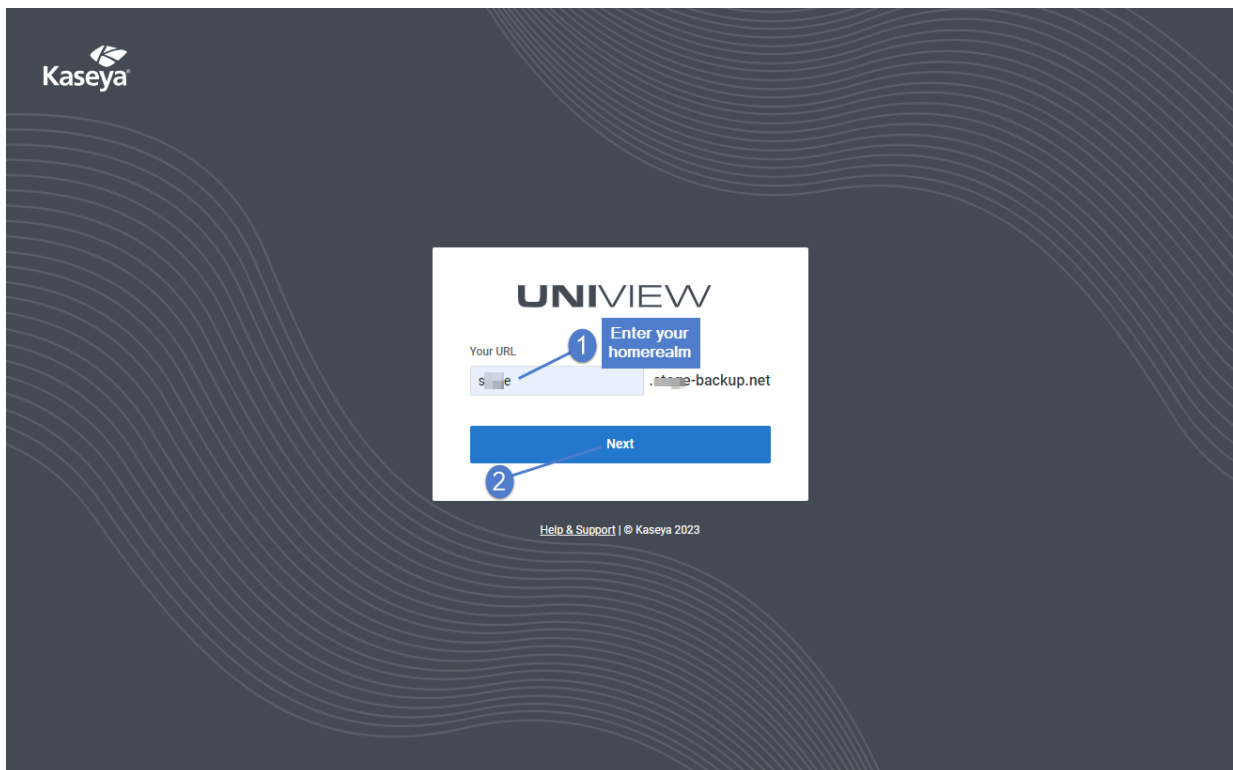 Kaseya
UNIVIEW
1
Enter your
homerealm
Your URL
-backup.net
Next
2
Help & Support | © Kaseya 2023